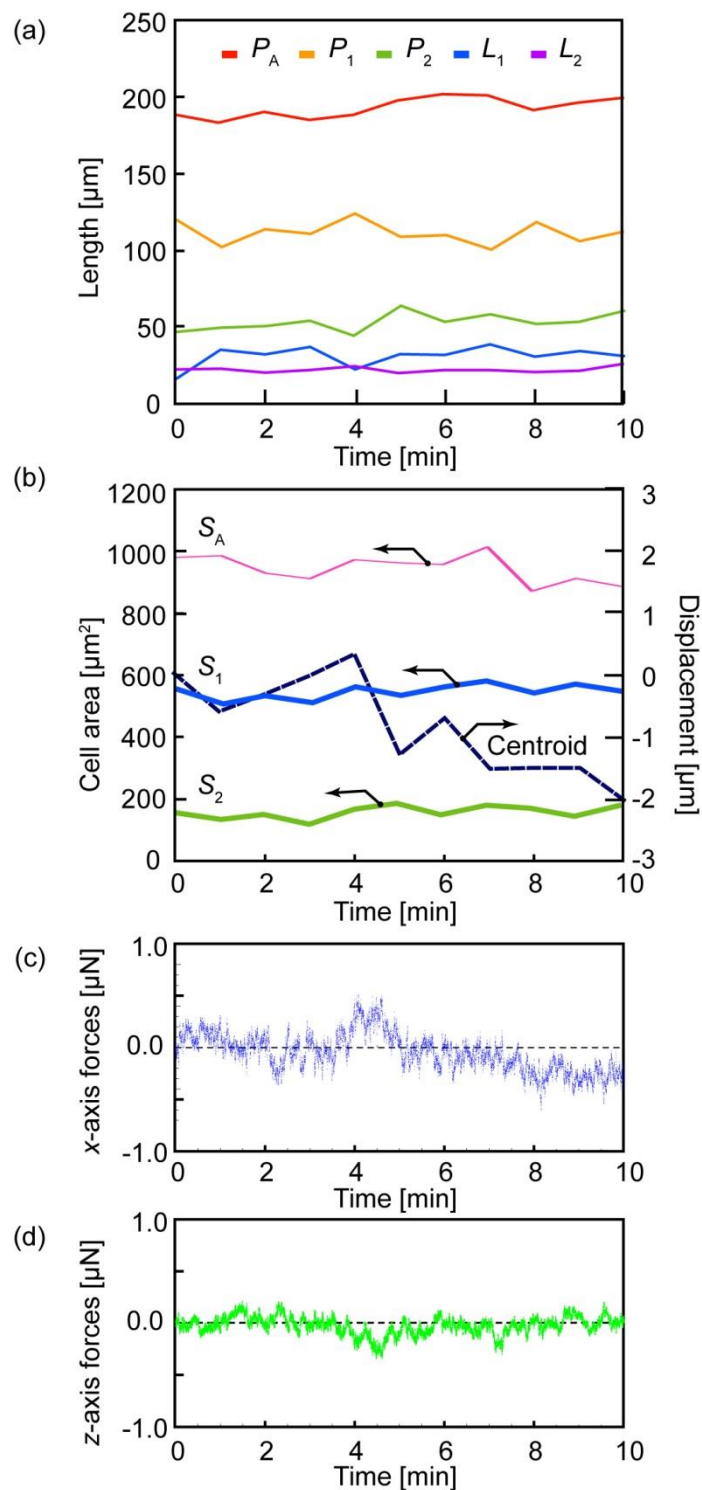 (a)
250
200
150
100
50
0
Length [µm]
P_A P_1 P_2 L_1 L_2
0 2 4 6 8 10
Time [min]
(b)
1200
1000
800
600
400
200
0
Cell area [µm²]
S_A
S_1
S_2
Centroid
3
2
1
0
-1
-2
-3
Displacement [µm]
0 2 4 6 8 10
Time [min]
(c)
1.0
0.0
-1.0
x-axis forces [µN]
0 2 4 6 8 10
Time [min]
(d)
1.0
0.0
-1.0
z-axis forces [µN]
0 2 4 6 8 10
Time [min]